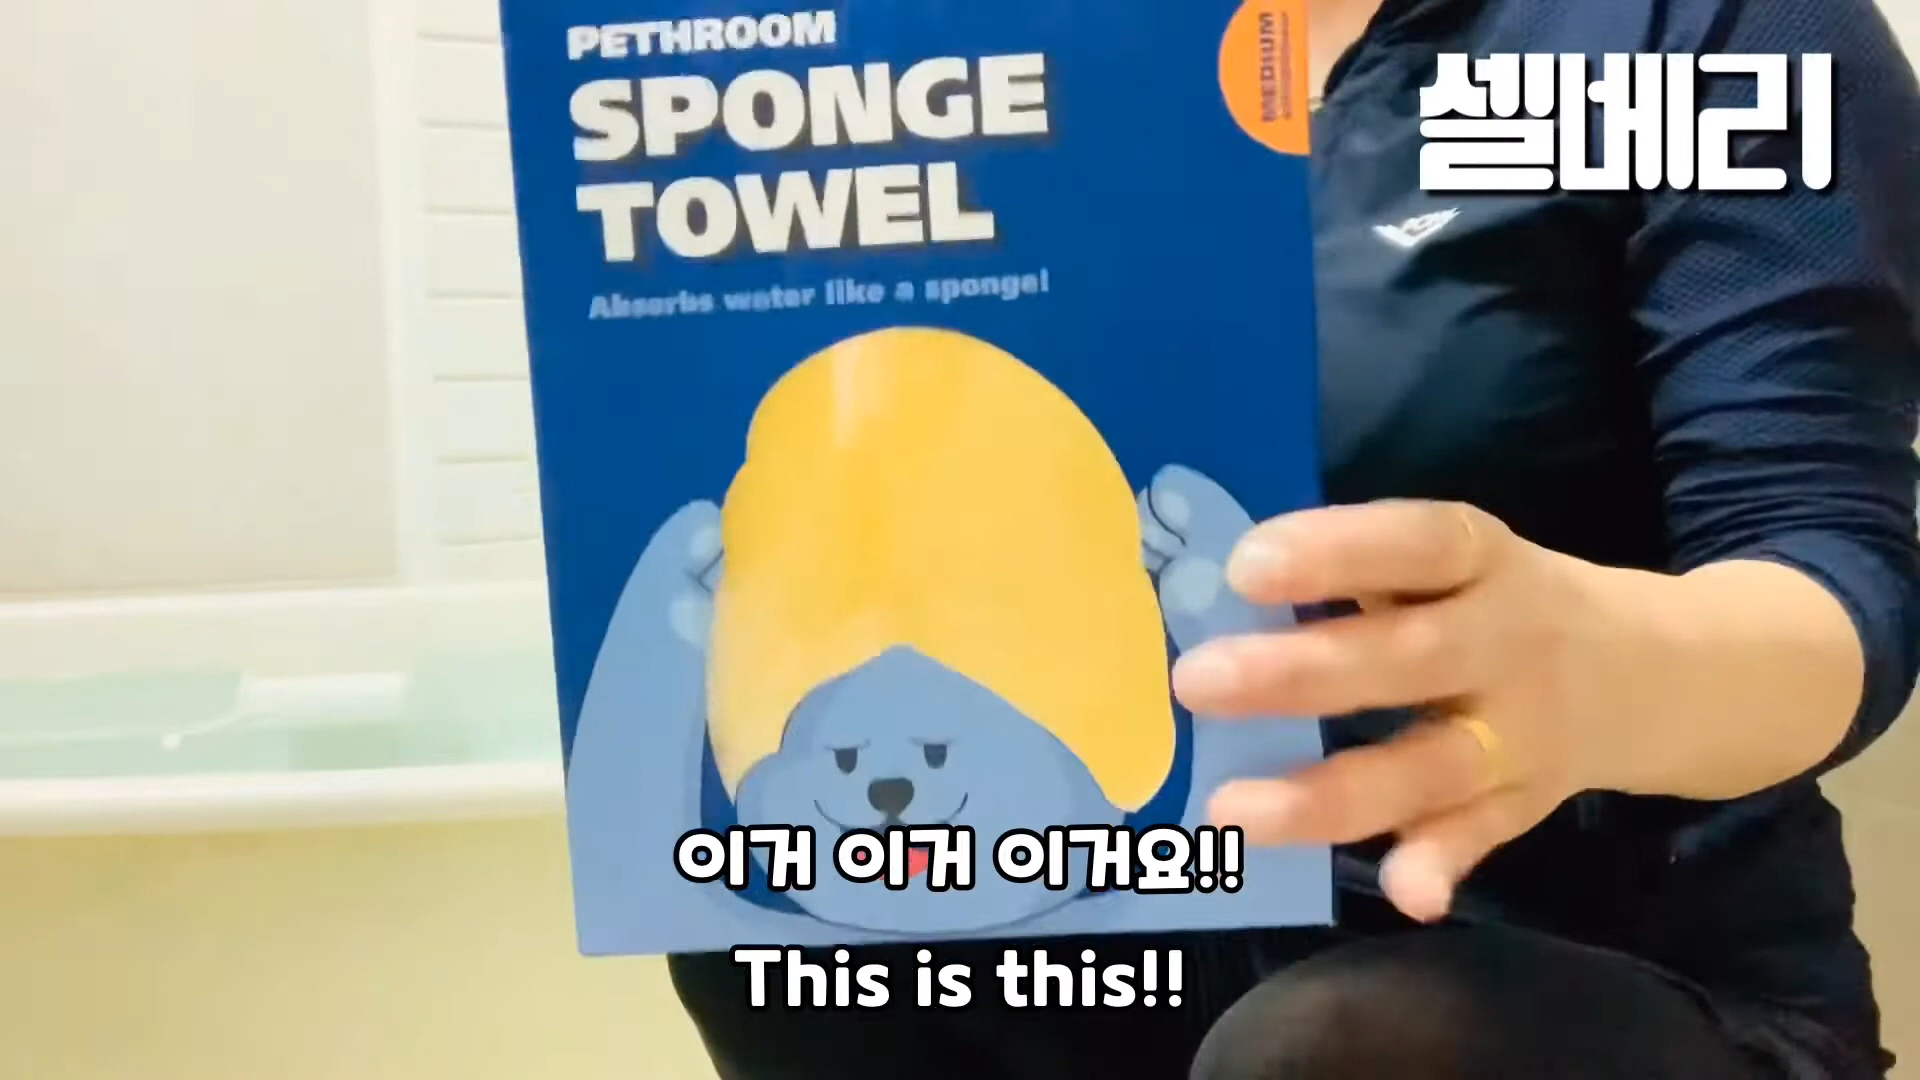 PETHROOM
SPONGE
TOWEL
Absorbs water like a sponge!
MEDIUM
셀베리
이거 이거 이거요!!
This is this!!